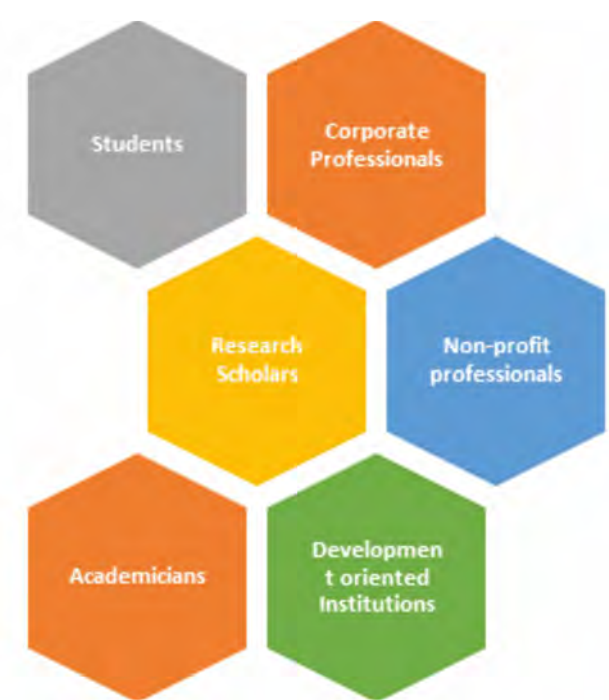 Students
Corporate
Professionals
Research
Scholars
Non-profit
professionals
Academicians
Developmen
t oriented
Institutions